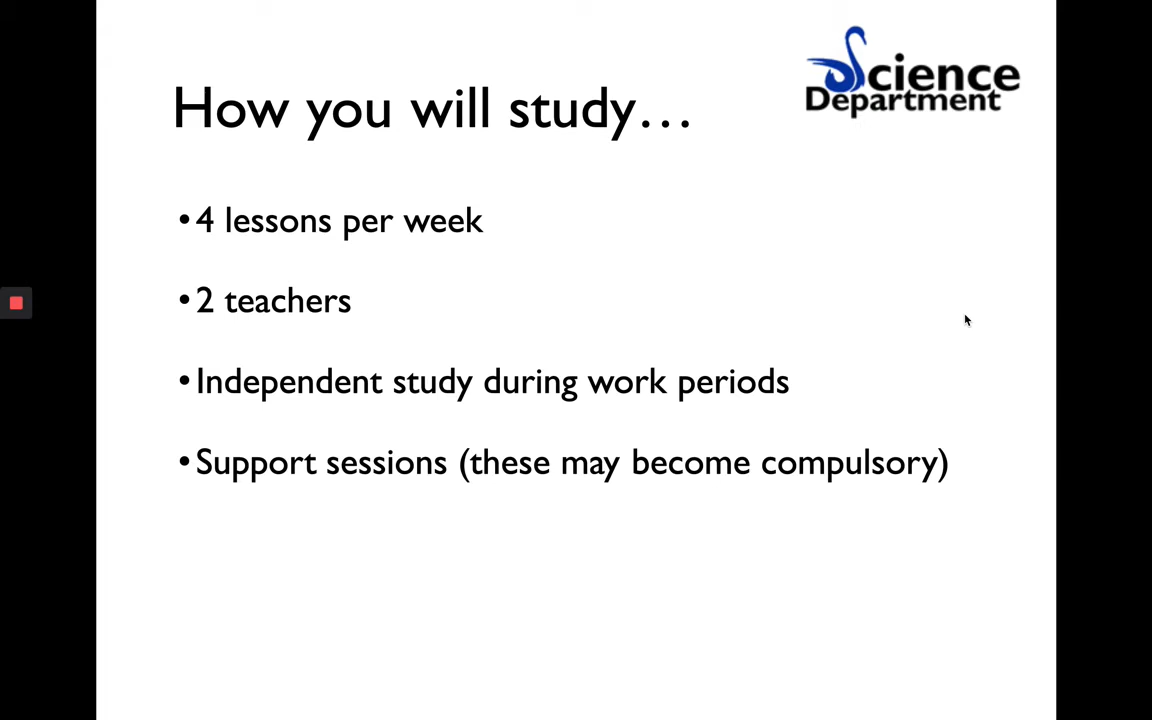 Science
Department
How you will study…
•4 lessons per week
•2 teachers
•Independent study during work periods
•Support sessions (these may become compulsory)